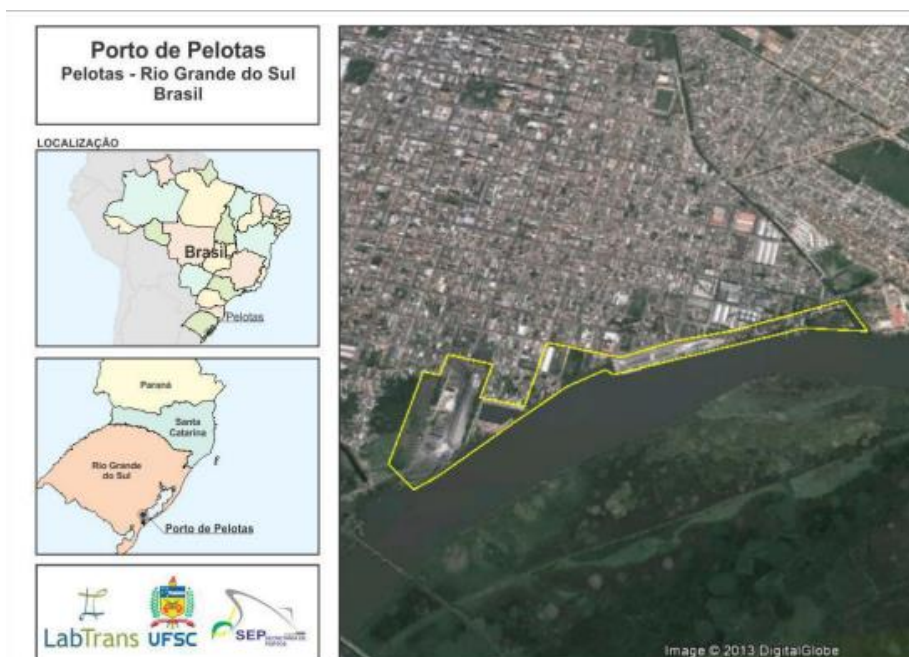 Porto de Pelotas
Pelotas - Rio Grande do Sul
Brasil
LOCALIZAÇÃO
Brasil
Pelotas
Paraná
Santa
Catarina
Rio Grande
do Sul
Porto de Pelotas
LabTrans
UFSC
SEP
Image © 2013 DigitalGlobe